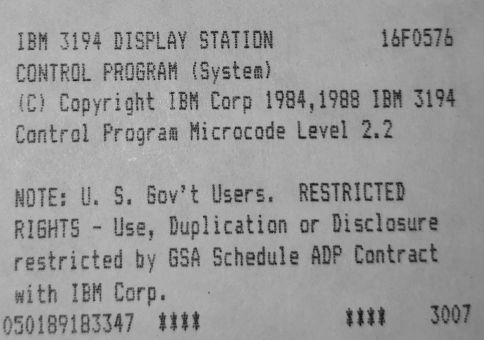 IBM 3194 DISPLAY STATION 16F0576
CONTROL PROGRAM (System)
(C) Copyright IBM Corp 1984,1988 IBM 3194
Control Program Microcode Level 2.2
NOTE: U. S. Gov't Users. RESTRICTED
RIGHTS - Use, Duplication or Disclosure
restricted by GSA Schedule ADP Contract
with IBM Corp.
0501891B3347 **** **** 3007